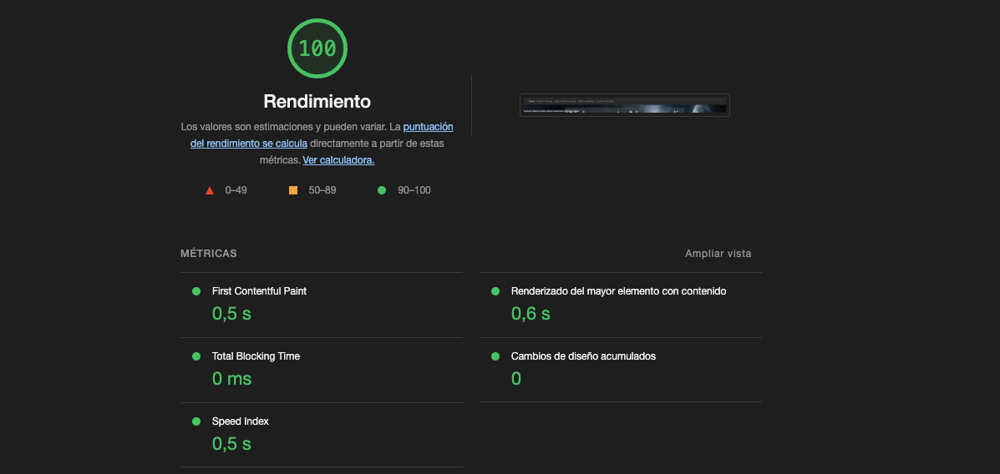 100
Rendimiento
Los valores son estimaciones y pueden variar. La puntuación
del rendimiento se calcula directamente a partir de estas
métricas. Ver calculadora.
0–49
50–89
90–100
MÉTRICAS
Ampliar vista
First Contentful Paint
0,5 s
Renderizado del mayor elemento con contenido
0,6 s
Total Blocking Time
0 ms
Cambios de diseño acumulados
0
Speed Index
0,5 s